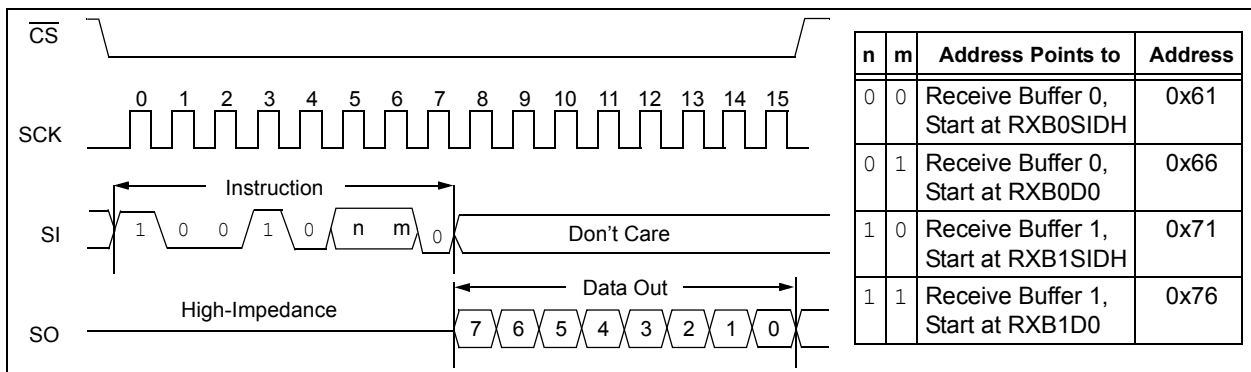 CS
0 1 2 3 4 5 6 7 8 9 10 11 12 13 14 15
SCK
Instruction
SI
1 0 0 1 0 n m 0
Don't Care
Data Out
High-Impedance
SO
7 6 5 4 3 2 1 0
n m Address Points to Address
0 0 Receive Buffer 0, 0x61
Start at RXB0SIDH
0 1 Receive Buffer 0, 0x66
Start at RXB0D0
1 0 Receive Buffer 1, 0x71
Start at RXB1SIDH
1 1 Receive Buffer 1, 0x76
Start at RXB1D0